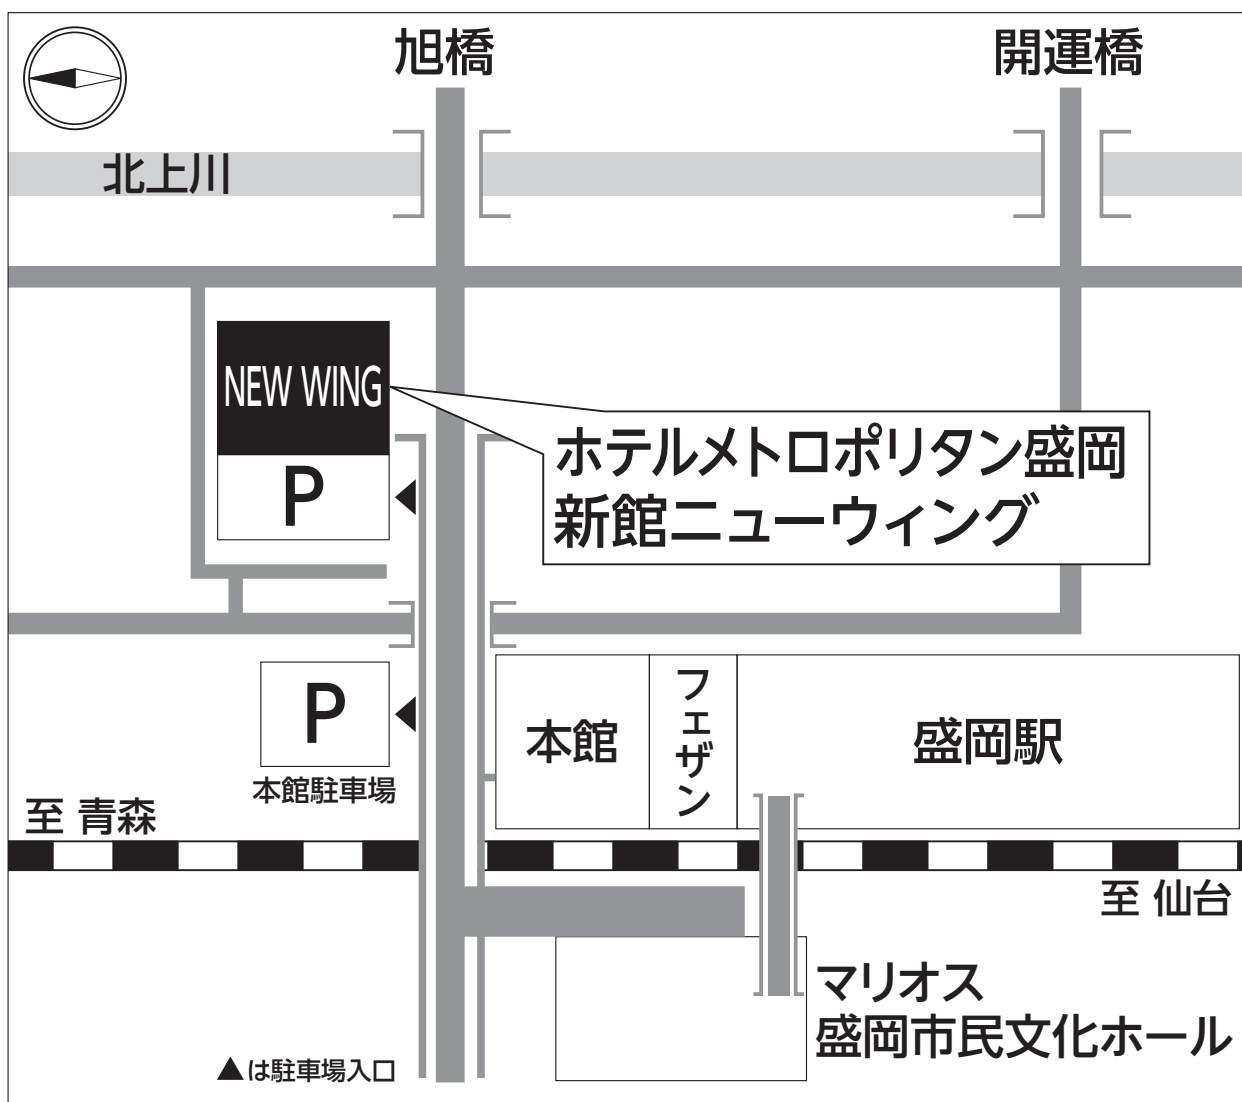 旭橋
開運橋
北上川
NEW WING
ホテルメトロポリタン盛岡
新館ニューウィング
P
P
本館駐車場
本館
フェザン
盛岡駅
至 青森
至 仙台
マリオス
盛岡市民文化ホール
▲は駐車場入口